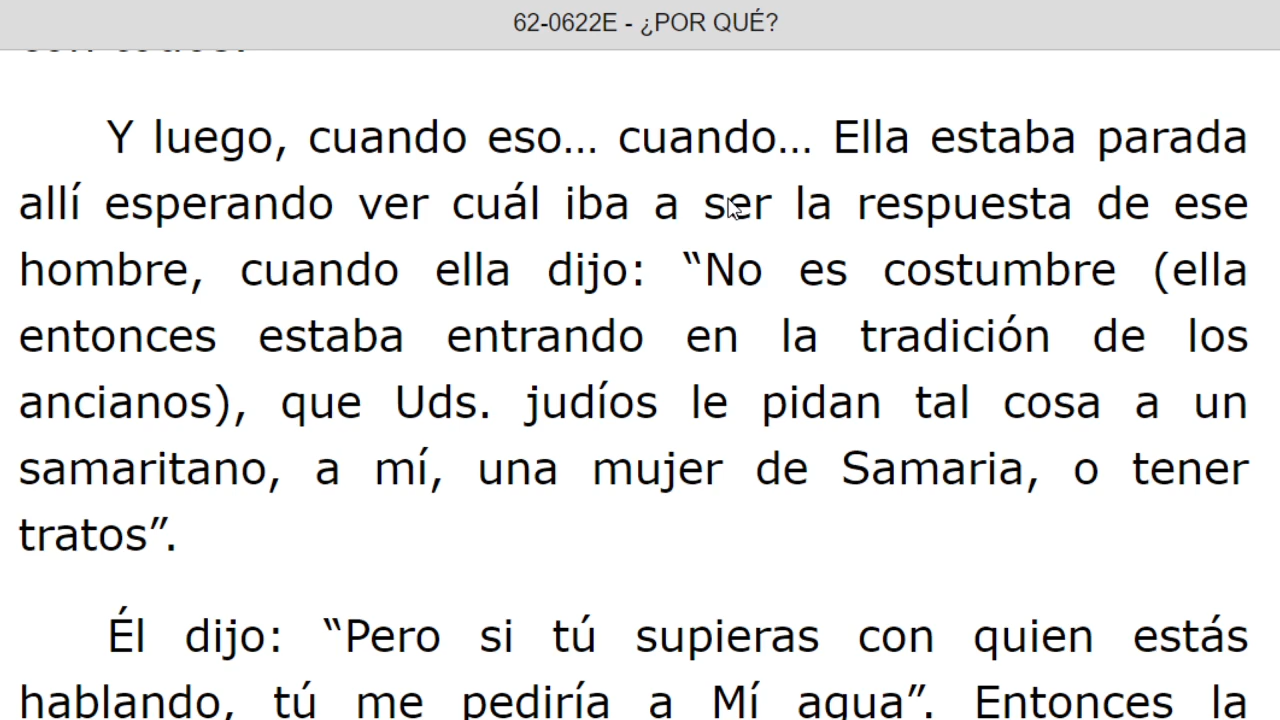 62-0622E - ¿POR QUÉ?
con todos.
Y luego, cuando eso… cuando… Ella estaba parada
allí esperando ver cuál iba a ser la respuesta de ese
hombre, cuando ella dijo: “No es costumbre (ella
entonces estaba entrando en la tradición de los
ancianos), que Uds. judíos le pidan tal cosa a un
samaritano, a mí, una mujer de Samaria, o tener
tratos”.
Él dijo: “Pero si tú supieras con quien estás
hablando, tú me pediría a Mí agua”. Entonces la